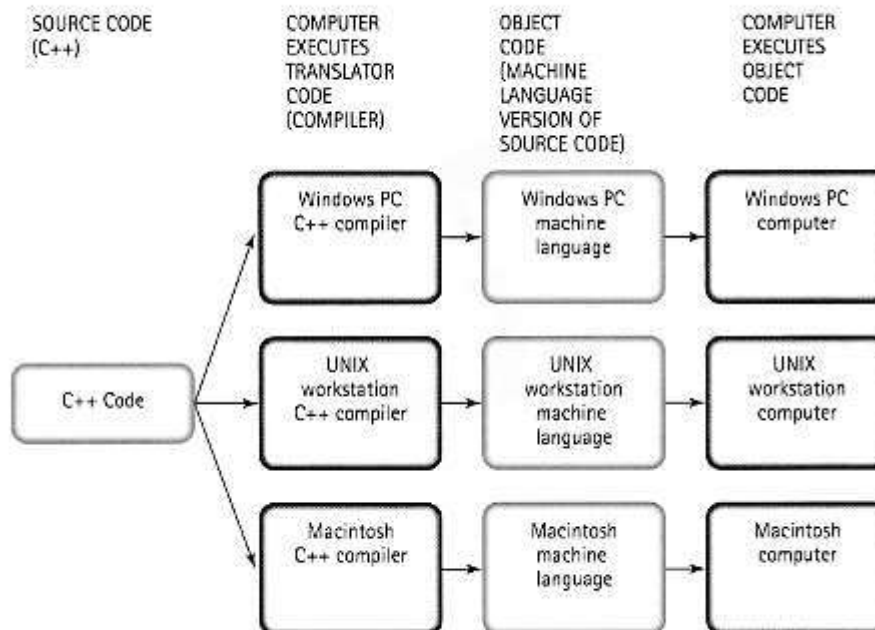 SOURCE CODE
(C++)
COMPUTER
EXECUTES
TRANSLATOR
CODE
(COMPILER)
OBJECT
CODE
(MACHINE
LANGUAGE
VERSION OF
SOURCE CODE)
COMPUTER
EXECUTES
OBJECT
CODE
Windows PC
C++ compiler
Windows PC
machine
language
Windows PC
computer
C++ Code
UNIX
workstation
C++ compiler
UNIX
workstation
machine
language
UNIX
workstation
computer
Macintosh
C++ compiler
Macintosh
machine
language
Macintosh
computer